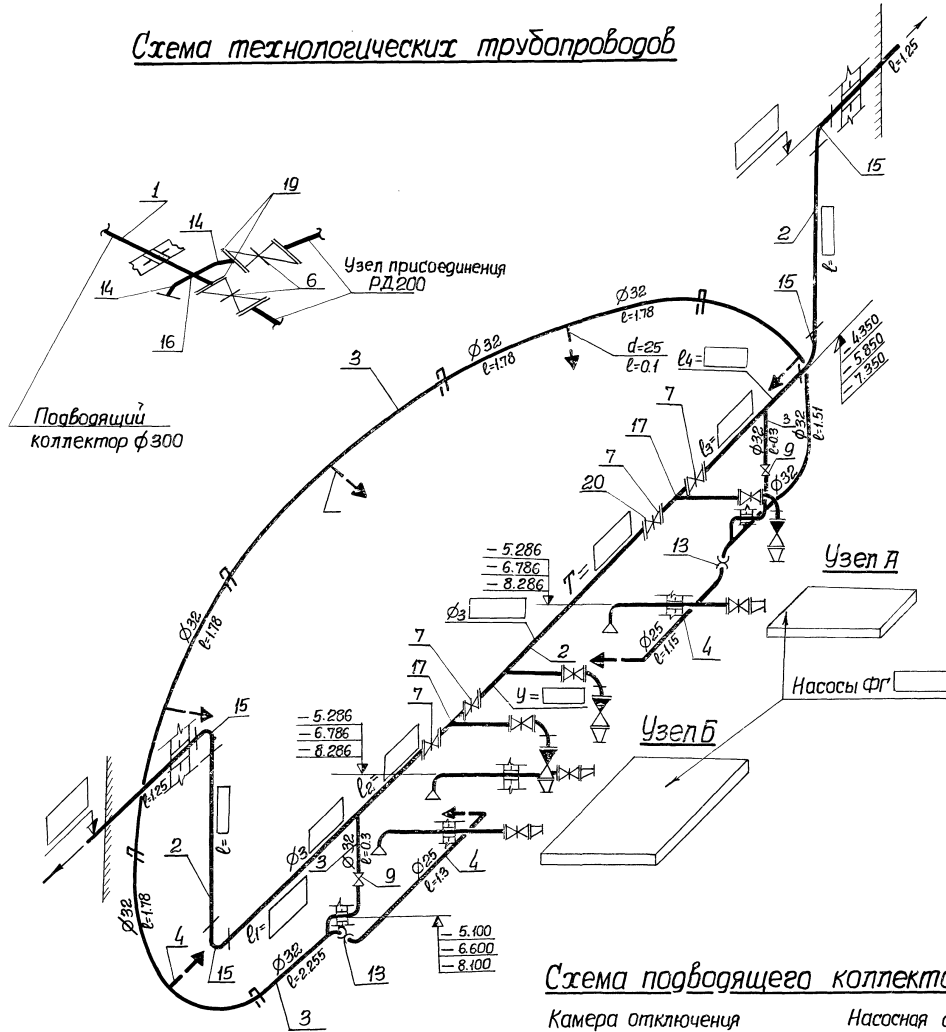 Схема технологических трубопроводов
ℓ=1.25
15
2
ℓ=
15
-4.350
-5.850
-7.350
1
19
14
14
6
16
Узел присоединения
РД200
Подводящий
коллектор ф300
3
Ø32
ℓ=1.78
Ø32
ℓ=1.78
d=25
ℓ=0.1
ℓ4=
7
ℓ3=
17
7
20
3
Ø32
ℓ=0.3
Ø32
ℓ=1.51
9
Ø32
13
Узел А
-5.286
-6.786
-8.286
T=
Ø3
2
Ø25
ℓ=1.15
4
Насосы ФГ
Ø32
ℓ=1.78
7
17
7
У=
Узел Б
15
-5.286
-6.786
-8.286
ℓ2=
ℓ=1.25
ℓ=
2
Ø3
3
Ø32
ℓ=0.3
9
Ø25
ℓ=1.3
4
ℓ1=
Ø32
ℓ=1.78
4
15
Ø32
ℓ=2.255
13
-5.100
-6.600
-8.100
3
Схема подводящего коллект
Камера отключения
Насосная